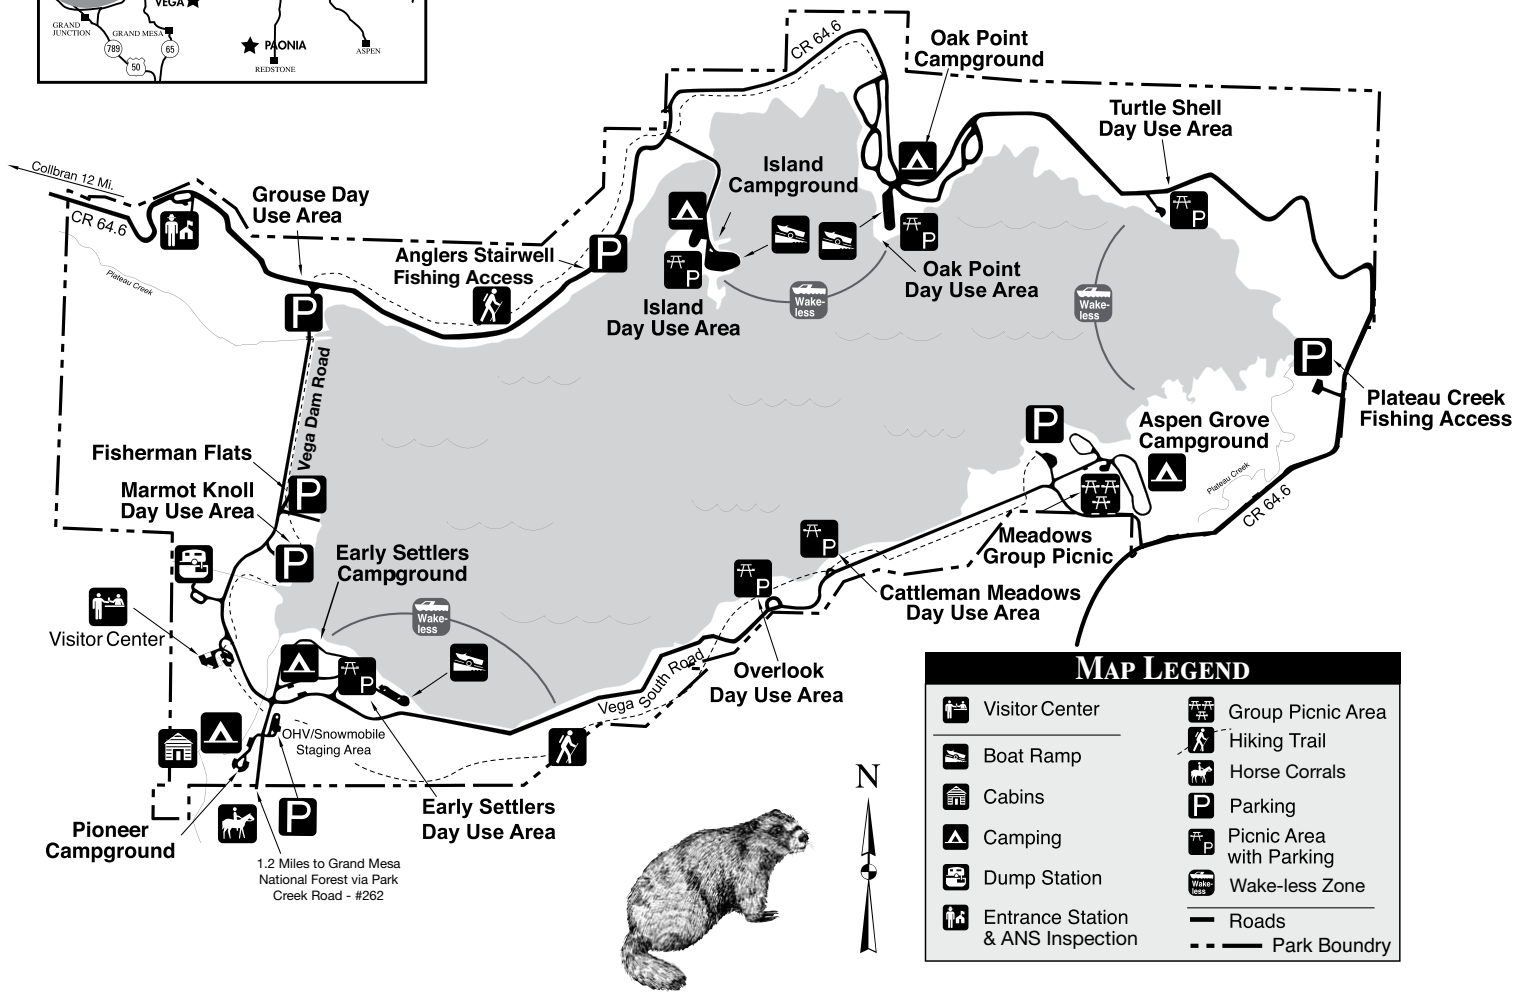 VEGA
GRAND
JUNCTION
GRAND MESA
789
65
50
PAONIA
REDSTONE
ASPEN
CR 64.6
Oak Point
Campground
Turtle Shell
Day Use Area
Collbran 12 Mi.
CR 64.6
Grouse Day
Use Area
Island
Campground
Plateau Creek
Anglers Stairwell
Fishing Access
P
P
P
P
P
Oak Point
Day Use Area
Island
Day Use Area
Wake-
less
Wake-
less
P
P
Plateau Creek
Fishing Access
Vega Dam Road
Aspen Grove
Campground
P
Fisherman Flats
Plateau Creek
CR 64.6
Marmot Knoll
Day Use Area
P
P
Meadows
Group Picnic
P
P
Early Settlers
Campground
Cattleman Meadows
Day Use Area
Visitor Center
Wake-
less
P
Overlook
Day Use Area
Vega South Road
OHV/Snowmobile
Staging Area
Early Settlers
Day Use Area
P
Pioneer
Campground
1.2 Miles to Grand Mesa
National Forest via Park
Creek Road - #262
N
MAP LEGEND
Visitor Center
Boat Ramp
Cabins
Camping
Dump Station
Entrance Station
& ANS Inspection
Group Picnic Area
Hiking Trail
Horse Corrals
P
Parking
P
Picnic Area
with Parking
Wake-
less
Wake-less Zone
Roads
Park Boundry